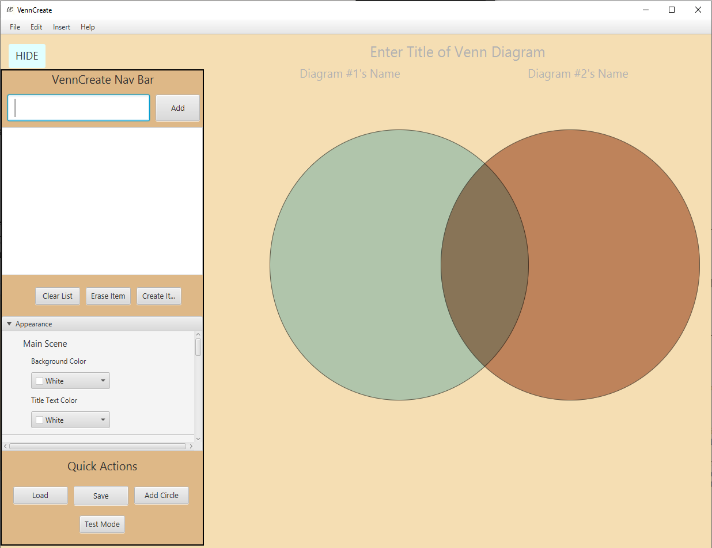 VennCreate
File Edit Insert Help
HIDE
VennCreate Nav Bar
Add
Clear List Erase Item Create It...
Appearance
Main Scene
Background Color
White
Title Text Color
White
Quick Actions
Load Save Add Circle
Test Mode
Enter Title of Venn Diagram
Diagram #1's Name Diagram #2's Name